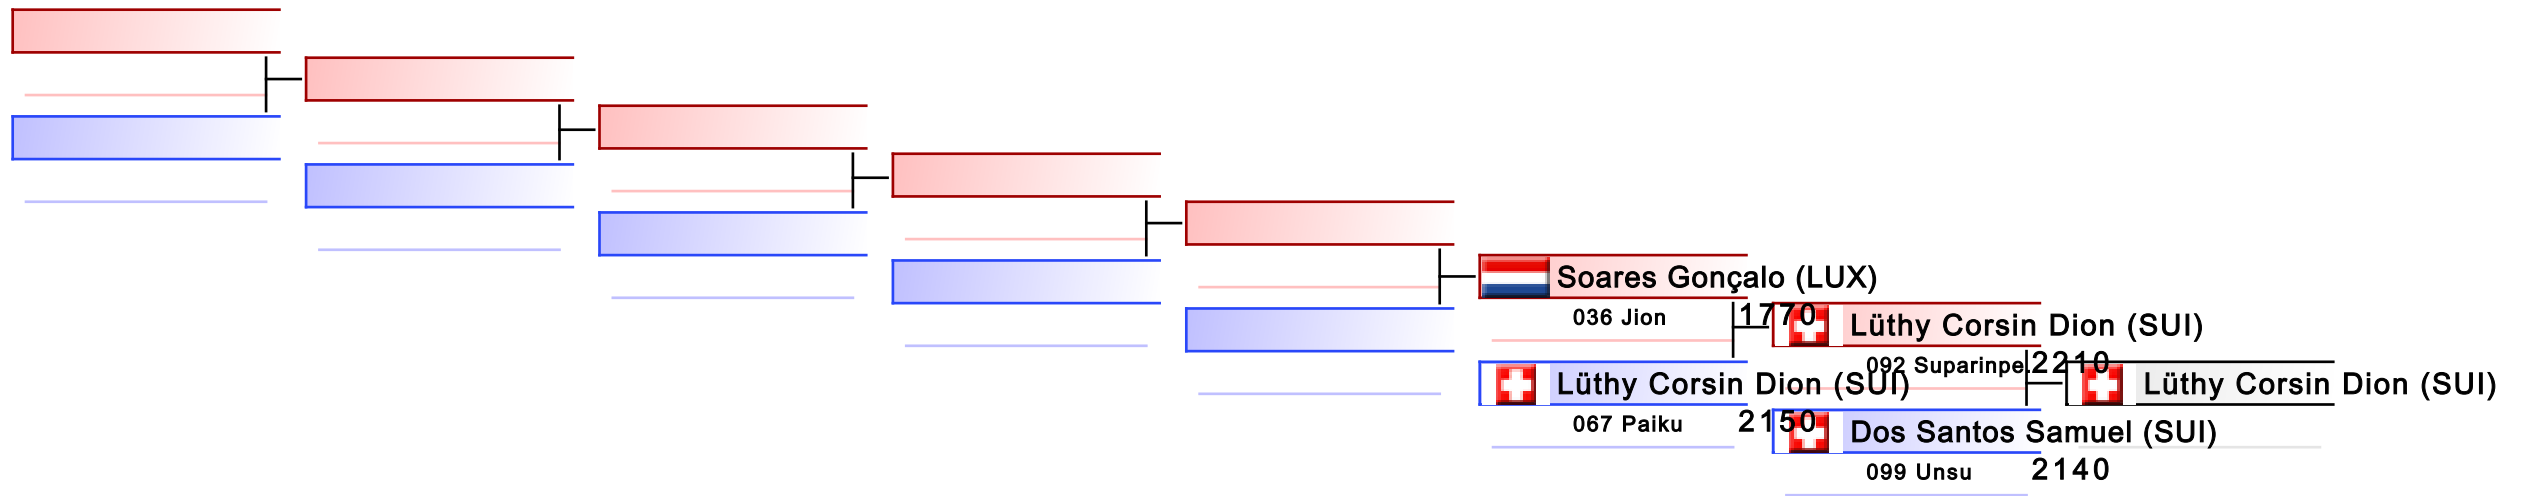 Soares Gonçalo (LUX)
036 Jion 1770
Lüthy Corsin Dion (SUI)
067 Paiku 2150
Lüthy Corsin Dion (SUI)
092 Suparinpe. 2210
Dos Santos Samuel (SUI)
099 Unsu 2140
Lüthy Corsin Dion (SUI)